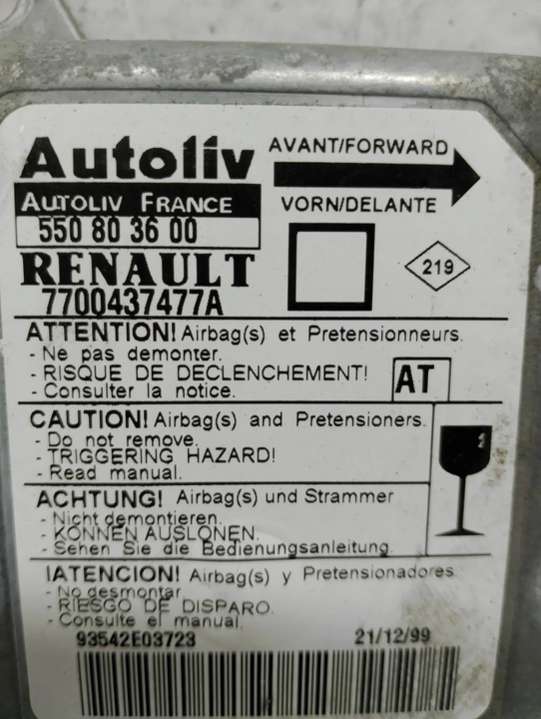 Autoliv
AVANT/FORWARD
AUTOLIV FRANCE
VORN/DELANTE
550 80 36 00
RENAULT
219
7700437477A
ATTENTION! Airbag(s) et Pretensionneurs.
- Ne pas demonter.
- RISQUE DE DECLENCHEMENT!
- Consulter la notice.
AT
CAUTION! Airbag(s) and Pretensioners.
- Do not remove.
- TRIGGERING HAZARD!
- Read manual.
ACHTUNG! Airbag(s) und Strammer
- Nicht demontieren.
- KONNEN AUSLONEN.
- Sehen Sie die Bedienungsanleitung.
!ATENCION! Airbag(s) y Pretensionadores
- No desmontar.
- RIESGO DE DISPARO.
- Consulte el manual.
93542E03723
21/12/99